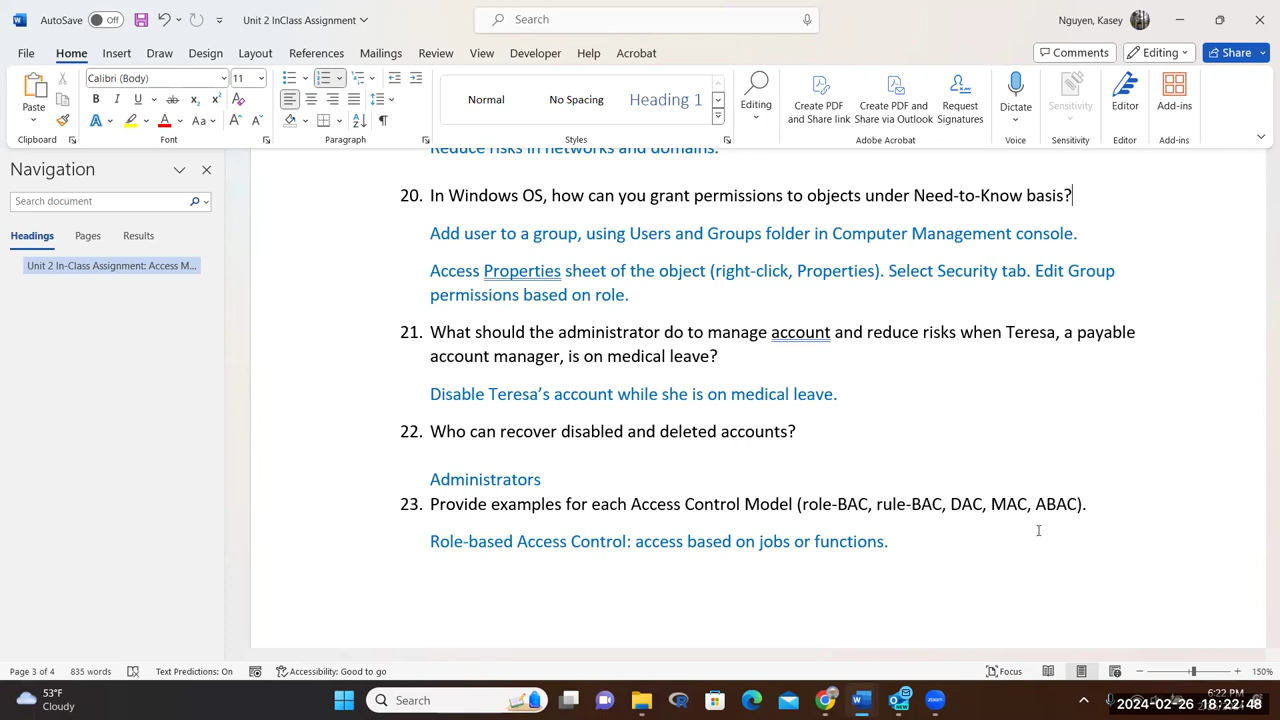 AutoSave Off
Unit 2 InClass Assignment
Search
Nguyen, Kasey
File Home Insert Draw Design Layout References Mailings Review View Developer Help Acrobat
Comments Editing Share
Paste
Clipboard
Calibri (Body) 11
Font
Paragraph
Normal No Spacing Heading 1
Styles
Editing
Create PDF and Share link
Create PDF and Share via Outlook
Adobe Acrobat
Request Signatures
Dictate
Voice
Sensitivity
Sensitivity
Editor
Editor
Add-ins
Add-ins
Navigation
Search document
Headings Pages Results
Unit 2 In-Class Assignment: Access M...
Reduce risks in networks and domains.
20. In Windows OS, how can you grant permissions to objects under Need-to-Know basis?
Add user to a group, using Users and Groups folder in Computer Management console.
Access Properties sheet of the object (right-click, Properties). Select Security tab. Edit Group
permissions based on role.
21. What should the administrator do to manage account and reduce risks when Teresa, a payable
account manager, is on medical leave?
Disable Teresa’s account while she is on medical leave.
22. Who can recover disabled and deleted accounts?
Administrators
23. Provide examples for each Access Control Model (role-BAC, rule-BAC, DAC, MAC, ABAC).
Role-based Access Control: access based on jobs or functions.
Page 3 of 4 835 words Text Predictions: On Accessibility: Good to go Focus 150%
53°F
Cloudy
Search
6:22 PM
2024-02-26 18:22:48